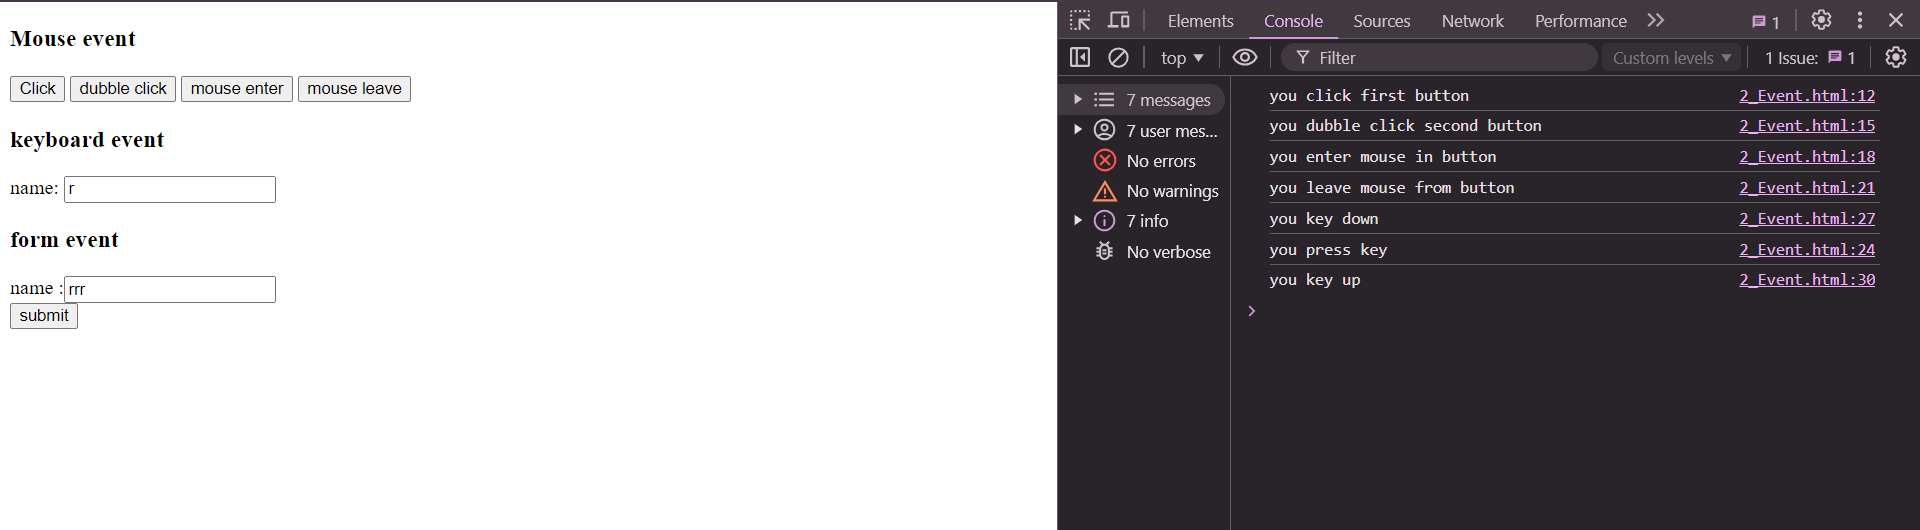 Mouse event
Click dubble click mouse enter mouse leave
keyboard event
name: r
form event
name :rrr
submit
Elements Console Sources Network Performance 1
top Filter Custom levels 1 Issue: 1
7 messages
7 user mes...
No errors
No warnings
7 info
No verbose
you click first button 2_Event.html:12
you dubble click second button 2_Event.html:15
you enter mouse in button 2_Event.html:18
you leave mouse from button 2_Event.html:21
you key down 2_Event.html:27
you press key 2_Event.html:24
you key up 2_Event.html:30